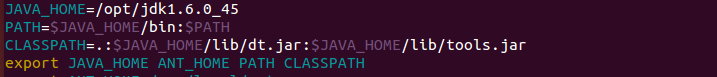 JAVA_HOME=/opt/jdk1.6.0_45
PATH=$JAVA_HOME/bin:$PATH
CLASSPATH=.:$JAVA_HOME/lib/dt.jar:$JAVA_HOME/lib/tools.jar
export JAVA_HOME ANT_HOME PATH CLASSPATH